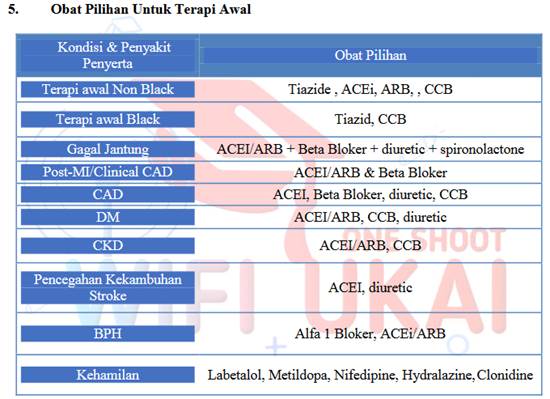 5. Obat Pilihan Untuk Terapi Awal
Kondisi & Penyakit Penyerta Obat Pilihan
Terapi awal Non Black Tiazide , ACEi, ARB, , CCB
Terapi awal Black Tiazid, CCB
Gagal Jantung ACEI/ARB + Beta Bloker + diuretic + spironolactone
Post-MI/Clinical CAD ACEI/ARB & Beta Bloker
CAD ACEI, Beta Bloker, diuretic, CCB
DM ACEI/ARB, CCB, diuretic
CKD ACEI/ARB, CCB
Pencegahan Kekambuhan Stroke ACEI, diuretic
BPH Alfa 1 Bloker, ACEi/ARB
Kehamilan Labetalol, Metildopa, Nifedipine, Hydralazine, Clonidine
ONE SHOOT
WIFI UKAI